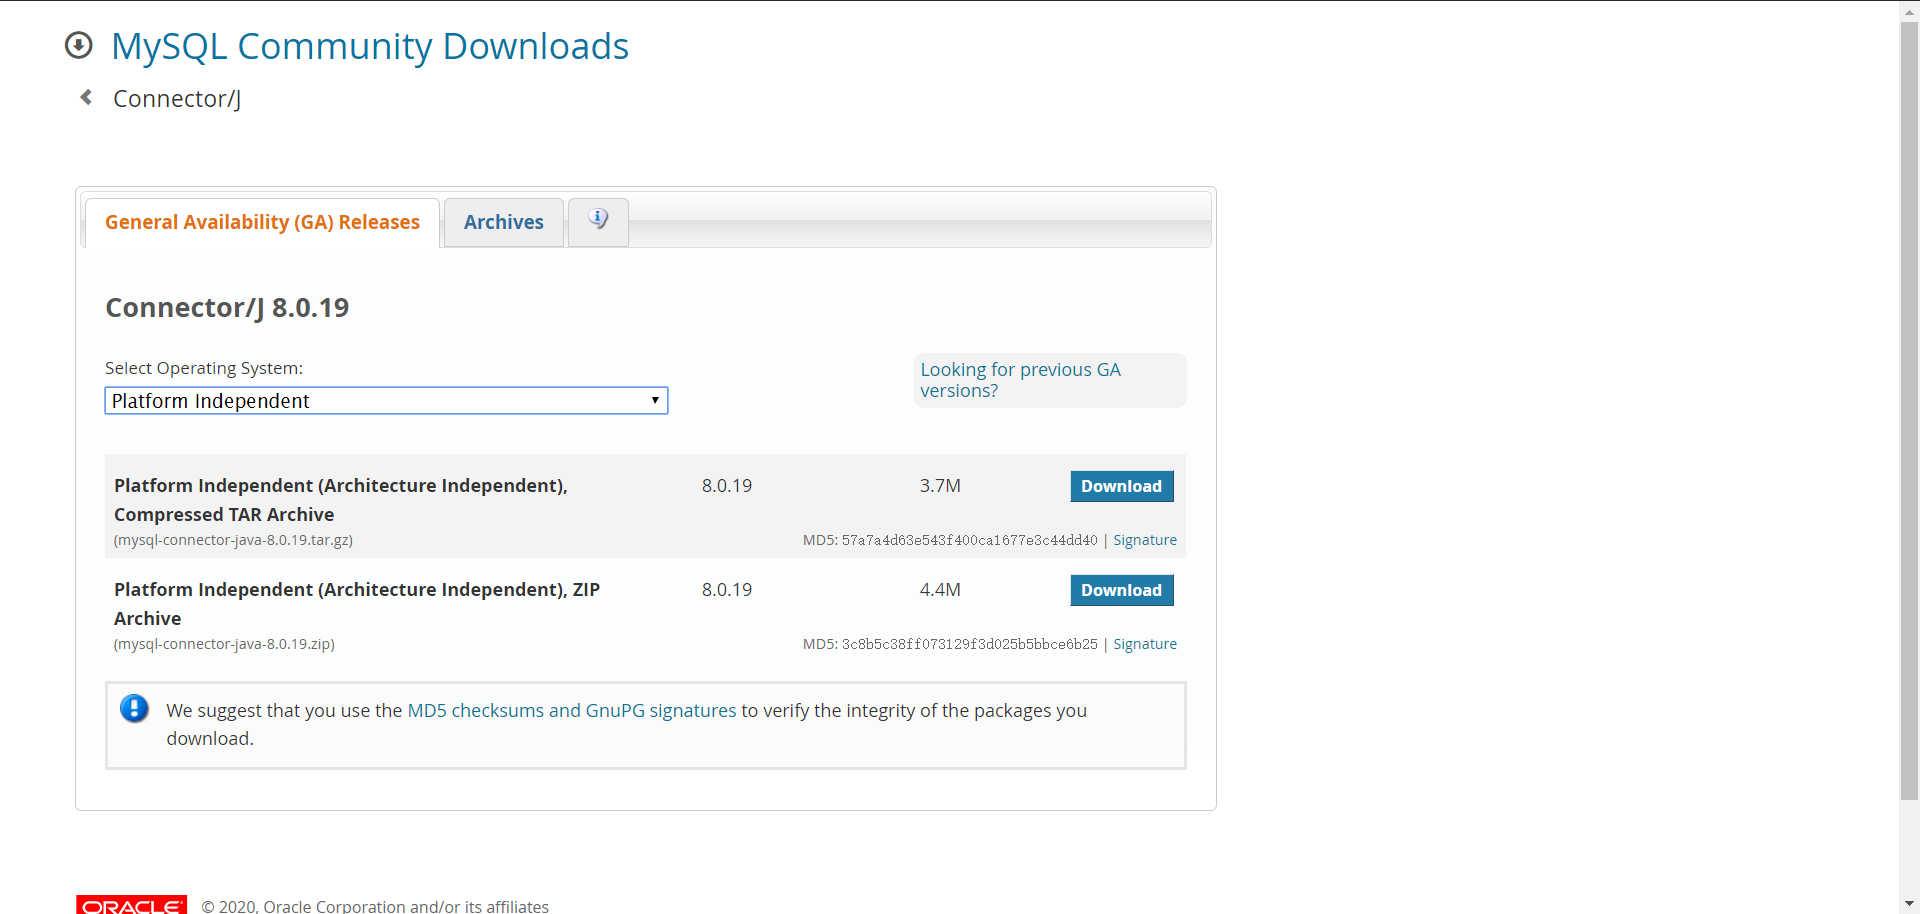 MySQL Community Downloads
Connector/J
General Availability (GA) Releases
Archives
Connector/J 8.0.19
Select Operating System:
Looking for previous GA
versions?
Platform Independent
Platform Independent (Architecture Independent),
Compressed TAR Archive
8.0.19
3.7M
Download
(mysql-connector-java-8.0.19.tar.gz)
MD5: 57a7a4d63e543f400ca1677e3c44dd40 | Signature
Platform Independent (Architecture Independent), ZIP
Archive
8.0.19
4.4M
Download
(mysql-connector-java-8.0.19.zip)
MD5: 3c8b5c38ff073129f3d025b5bbce6b25 | Signature
We suggest that you use the MD5 checksums and GnuPG signatures to verify the integrity of the packages you
download.
ORACLE
© 2020, Oracle Corporation and/or its affiliates